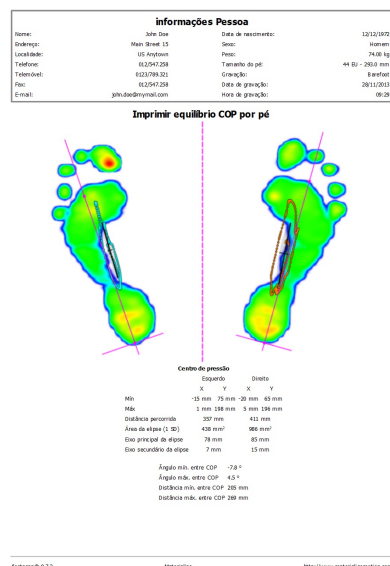 informações Pessoa
Nome: John Doe Data de nascimento: 12/12/1972
Endereço: Main Street 15 Sexo: Homem
Localidade: US Anytown Peso: 74.00 kg
Telefone: 012/547.258 Tamanho do pé: 44 EU - 293.0 mm
Telemóvel: 0123/789.321 Gravação: Barefoot
Fax: 012/547.258 Data de gravação: 28/11/2013
E-mail: john.doe@mymail.com Hora de gravação: 09:29
Imprimir equilíbrio COP por pé
Centro de pressão
Esquerdo Direito
X Y X Y
Mín -15 mm 75 mm -20 mm 65 mm
Máx 1 mm 198 mm 5 mm 196 mm
Distância percorrida 357 mm 411 mm
Área da elipse (1 SD) 438 mm² 986 mm²
Eixo principal da elipse 78 mm 85 mm
Eixo secundário da elipse 7 mm 15 mm
Ângulo mín. entre COP -7.8 º
Ângulo máx. entre COP 4.5 º
Distância mín. entre COP 205 mm
Distância máx. entre COP 269 mm